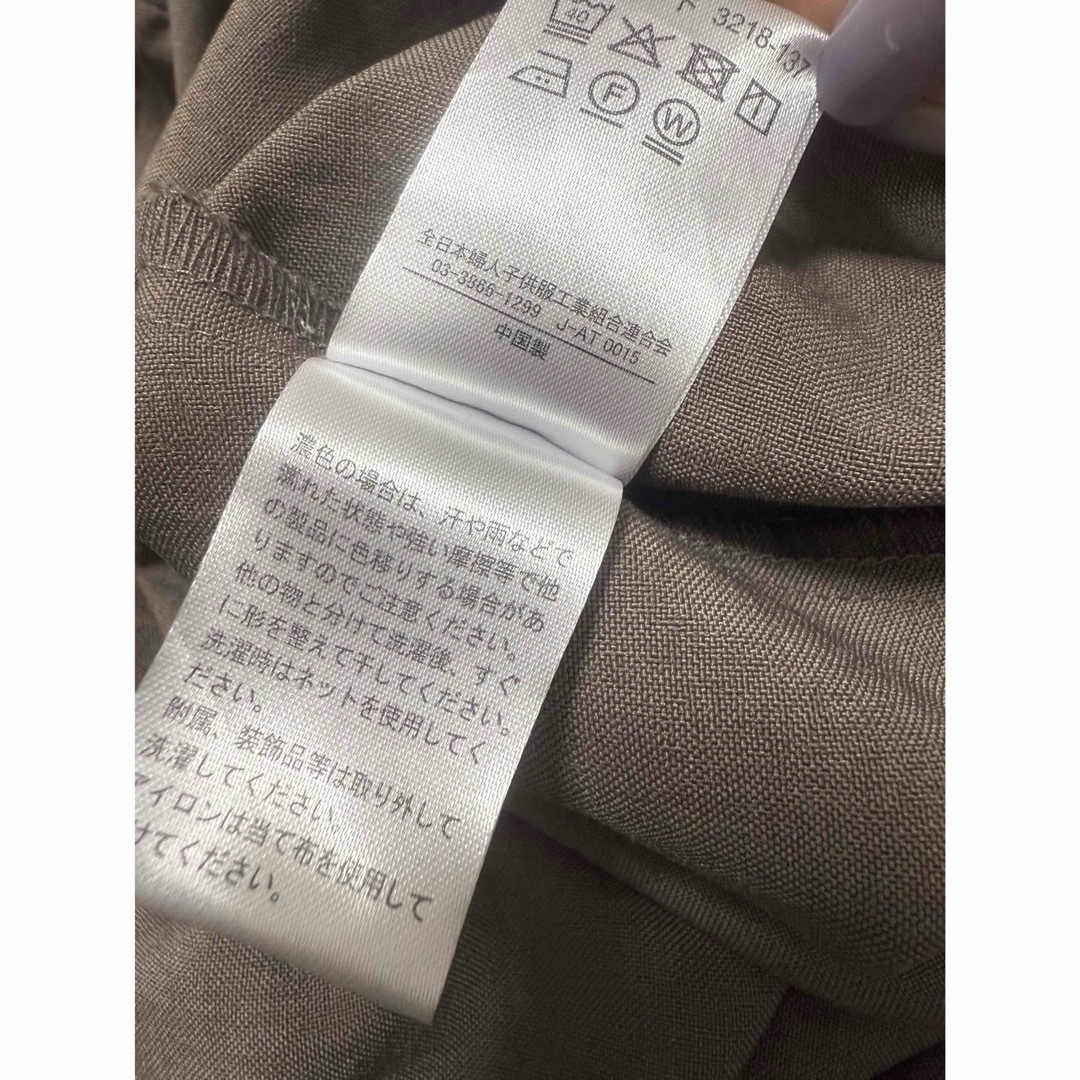 ド 3218-137
40
F W
全日本婦人子供服工業組合連合会
03-3866-1299 J-AT 0015
中国製
濃色の場合は、汗や雨などで
濡れた状態や強い摩擦等で他
の製品に色移りする場合があ
りますのでご注意ください。
他の物と分けて洗濯後、すぐ
に形を整えて干してください。
洗濯時はネットを使用してく
ださい。
附属、装飾品等は取り外して
洗濯してください。
アイロンは当て布を使用して
けてください。